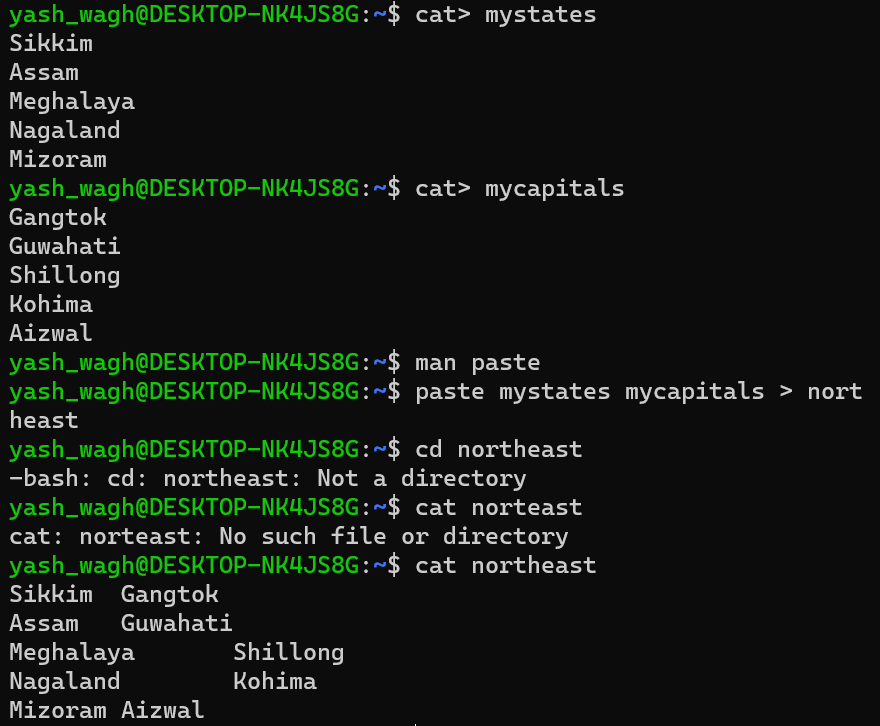 yash_wagh@DESKTOP-NK4JS8G:~$ cat> mystates
Sikkim
Assam
Meghalaya
Nagaland
Mizoram
yash_wagh@DESKTOP-NK4JS8G:~$ cat> mycapitals
Gangtok
Guwahati
Shillong
Kohima
Aizwal
yash_wagh@DESKTOP-NK4JS8G:~$ man paste
yash_wagh@DESKTOP-NK4JS8G:~$ paste mystates mycapitals > nort
heast
yash_wagh@DESKTOP-NK4JS8G:~$ cd northeast
-bash: cd: northeast: Not a directory
yash_wagh@DESKTOP-NK4JS8G:~$ cat norteast
cat: norteast: No such file or directory
yash_wagh@DESKTOP-NK4JS8G:~$ cat northeast
Sikkim  Gangtok
Assam   Guwahati
Meghalaya       Shillong
Nagaland        Kohima
Mizoram Aizwal